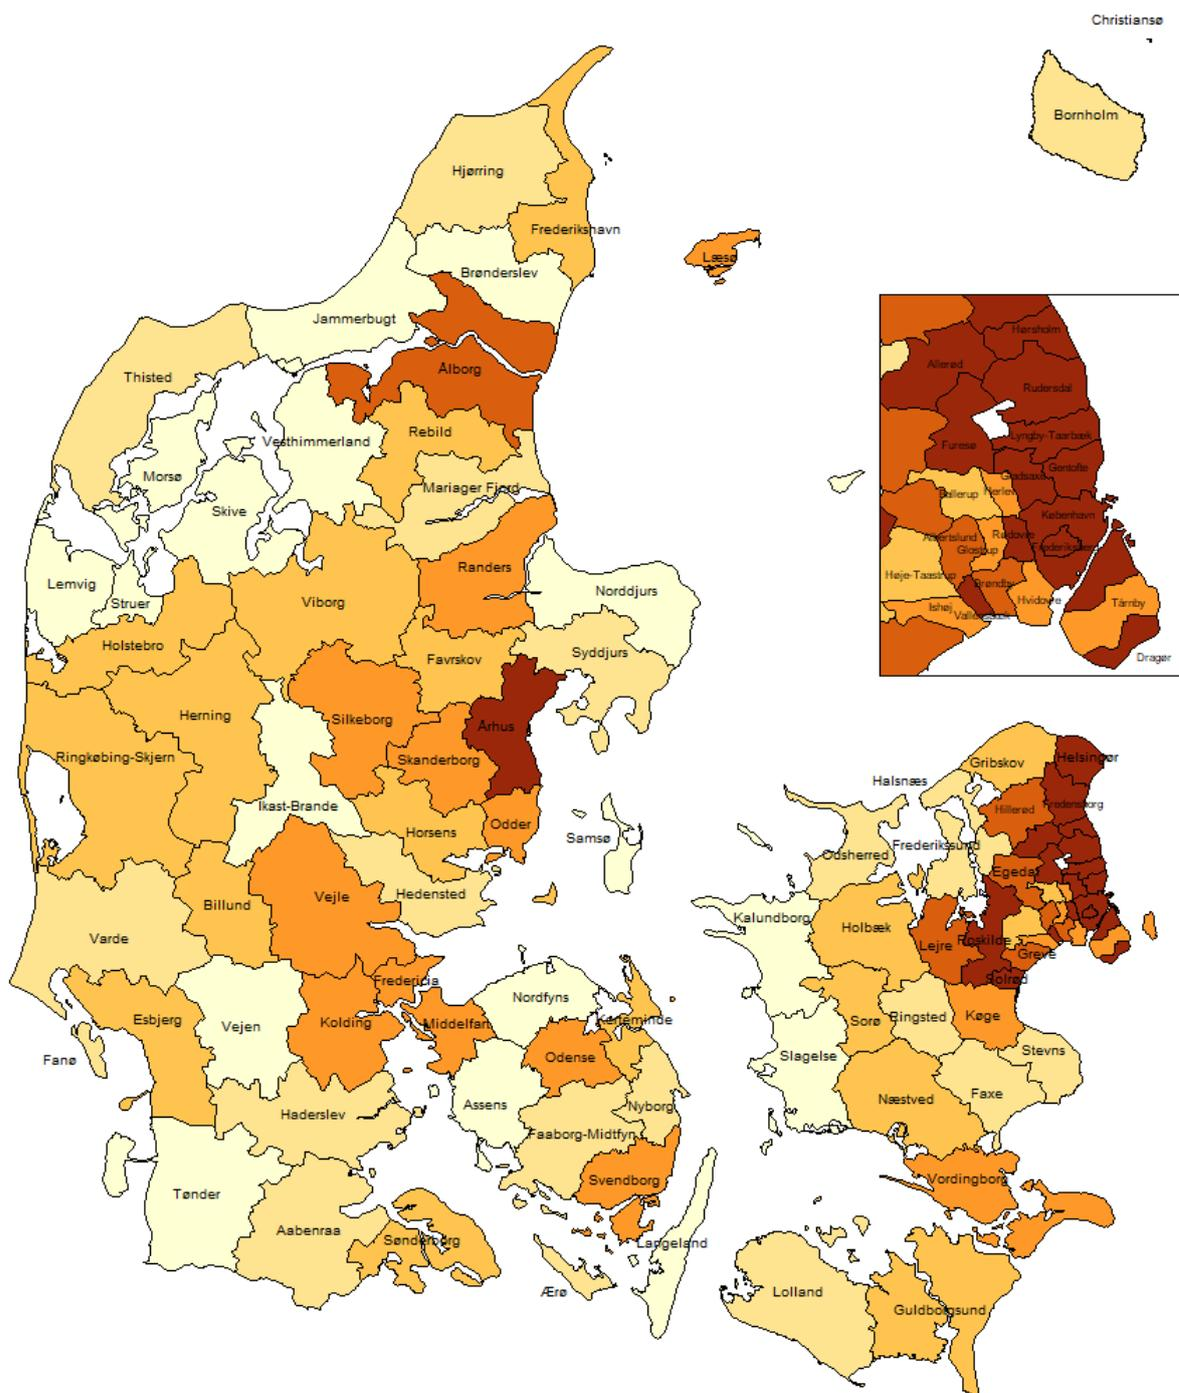 Christiansø
Bornholm
Hjørring
Frederikshavn
Læsø
Brønderslev
Jammerbugt
Ålborg
Thisted
Rebild
Vesthimmerland
Morsø
Mariager Fjord
Skive
Randers
Lemvig
Struer
Viborg
Norddjurs
Holstebro
Favrskov
Syddjurs
Herning
Silkeborg
Århus
Ringkøbing-Skjern
Skanderborg
Ikast-Brande
Horsens
Odder
Samsø
Hedensted
Vejle
Billund
Varde
Fredericia
Nordfyns
Esbjerg
Vejen
Kolding
Middelfart
Kerteminde
Fanø
Odense
Assens
Nyborg
Haderslev
Faaborg-Midtfyn
Svendborg
Tønder
Aabenraa
Sønderborg
Langeland
Ærø
Hørsholm
Allerød
Rudersdal
Furesø
Lyngby-Taarbæk
Gentofte
Gladsaxe
Ballerup
Herlev
København
Albertslund
Rødovre
Glostrup
Frederiksberg
Høje-Taastrup
Brøndby
Ishøj
Vallensbæk
Hvidovre
Tårnby
Dragør
Helsingør
Gribskov
Halsnæs
Hillerød
Fredensborg
Odsherred
Frederikssund
Egedal
Kalundborg
Holbæk
Lejre
Roskilde
Greve
Solrød
Sorø
Ringsted
Køge
Slagelse
Stevns
Næstved
Faxe
Vordingborg
Lolland
Guldborgsund